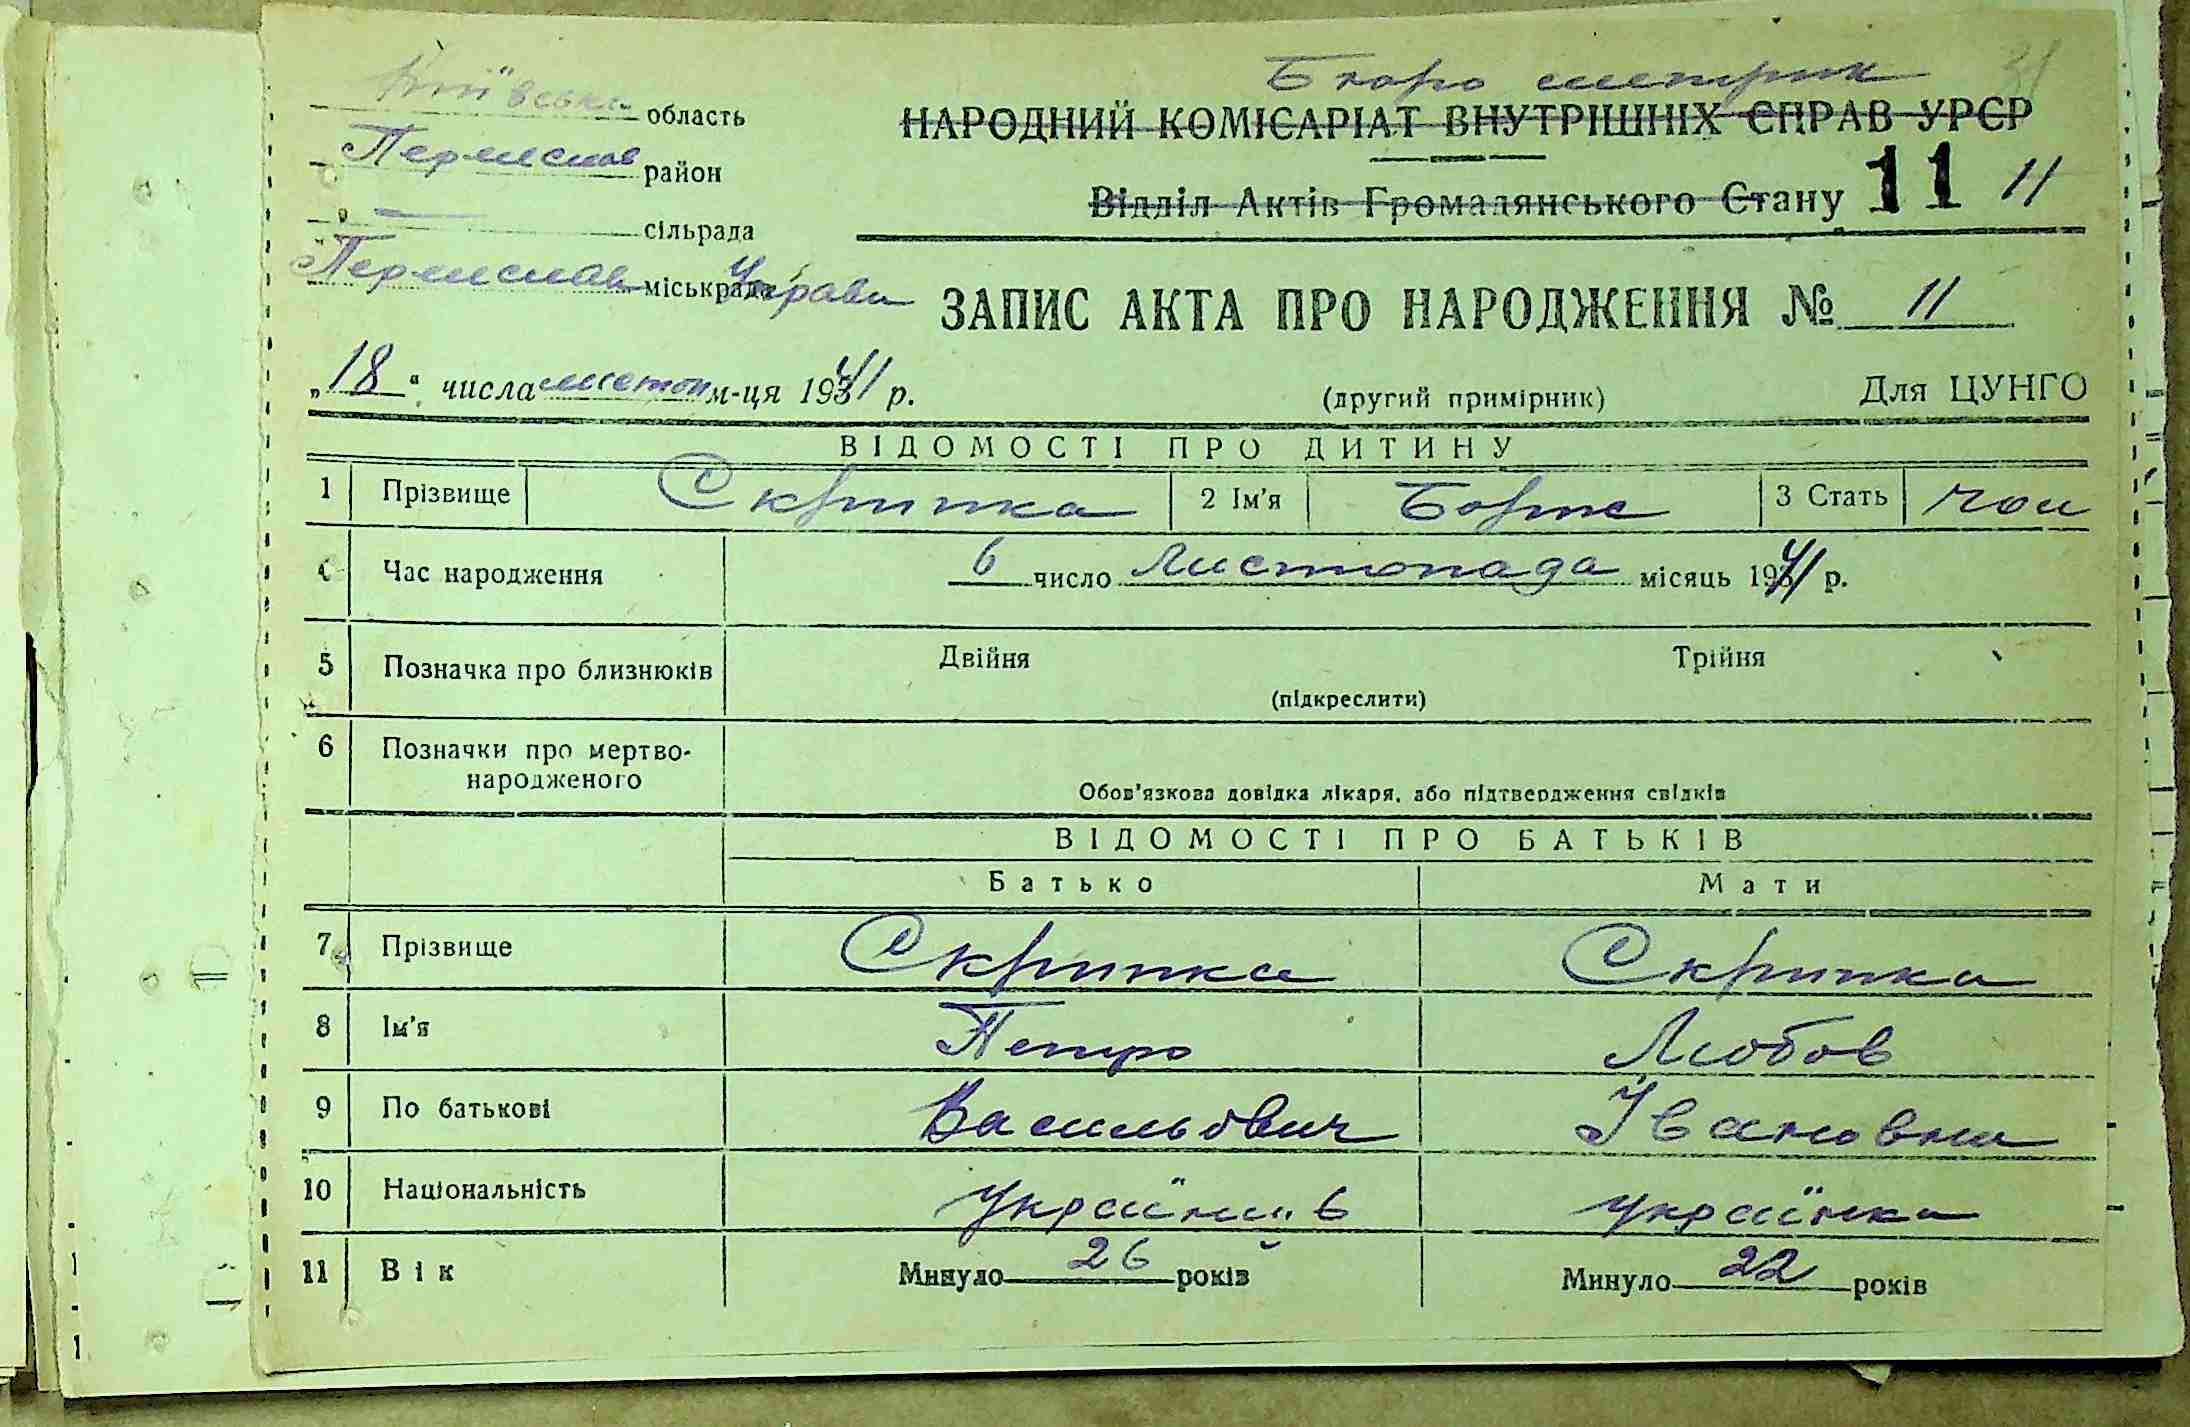 Київська область
Бюро метрик
НАРОДНИЙ КОМІСАРІАТ ВНУТРІШНІХ СПРАВ УРСР
Переяслав район
Відділ Актів Громадянського Стану 11 11
сільрада
Переяслав міськрада Управа
ЗАПИС АКТА ПРО НАРОДЖЕННЯ № 11
„18“ числа листоп м-ця 1941 р.
(другий примірник) Для ЦУНГО
ВІДОМОСТІ ПРО ДИТИНУ
1 Прізвище Скрипка 2 Ім'я Борис 3 Стать чол
4 Час народження 6 число Листопада місяць 1941 р.
5 Позначка про близнюків Двійня Трійня
(підкреслити)
6 Позначки про мертво-
народженого
Обов'язкова довідка лікаря, або підтвердження свідків
ВІДОМОСТІ ПРО БАТЬКІВ
Батько Мати
7 Прізвище Скрипка Скрипка
8 Ім'я Петро Любов
9 По батькові Васильович Івановна
10 Національність українець українка
11 Вік Минуло 26 років Минуло 22 років